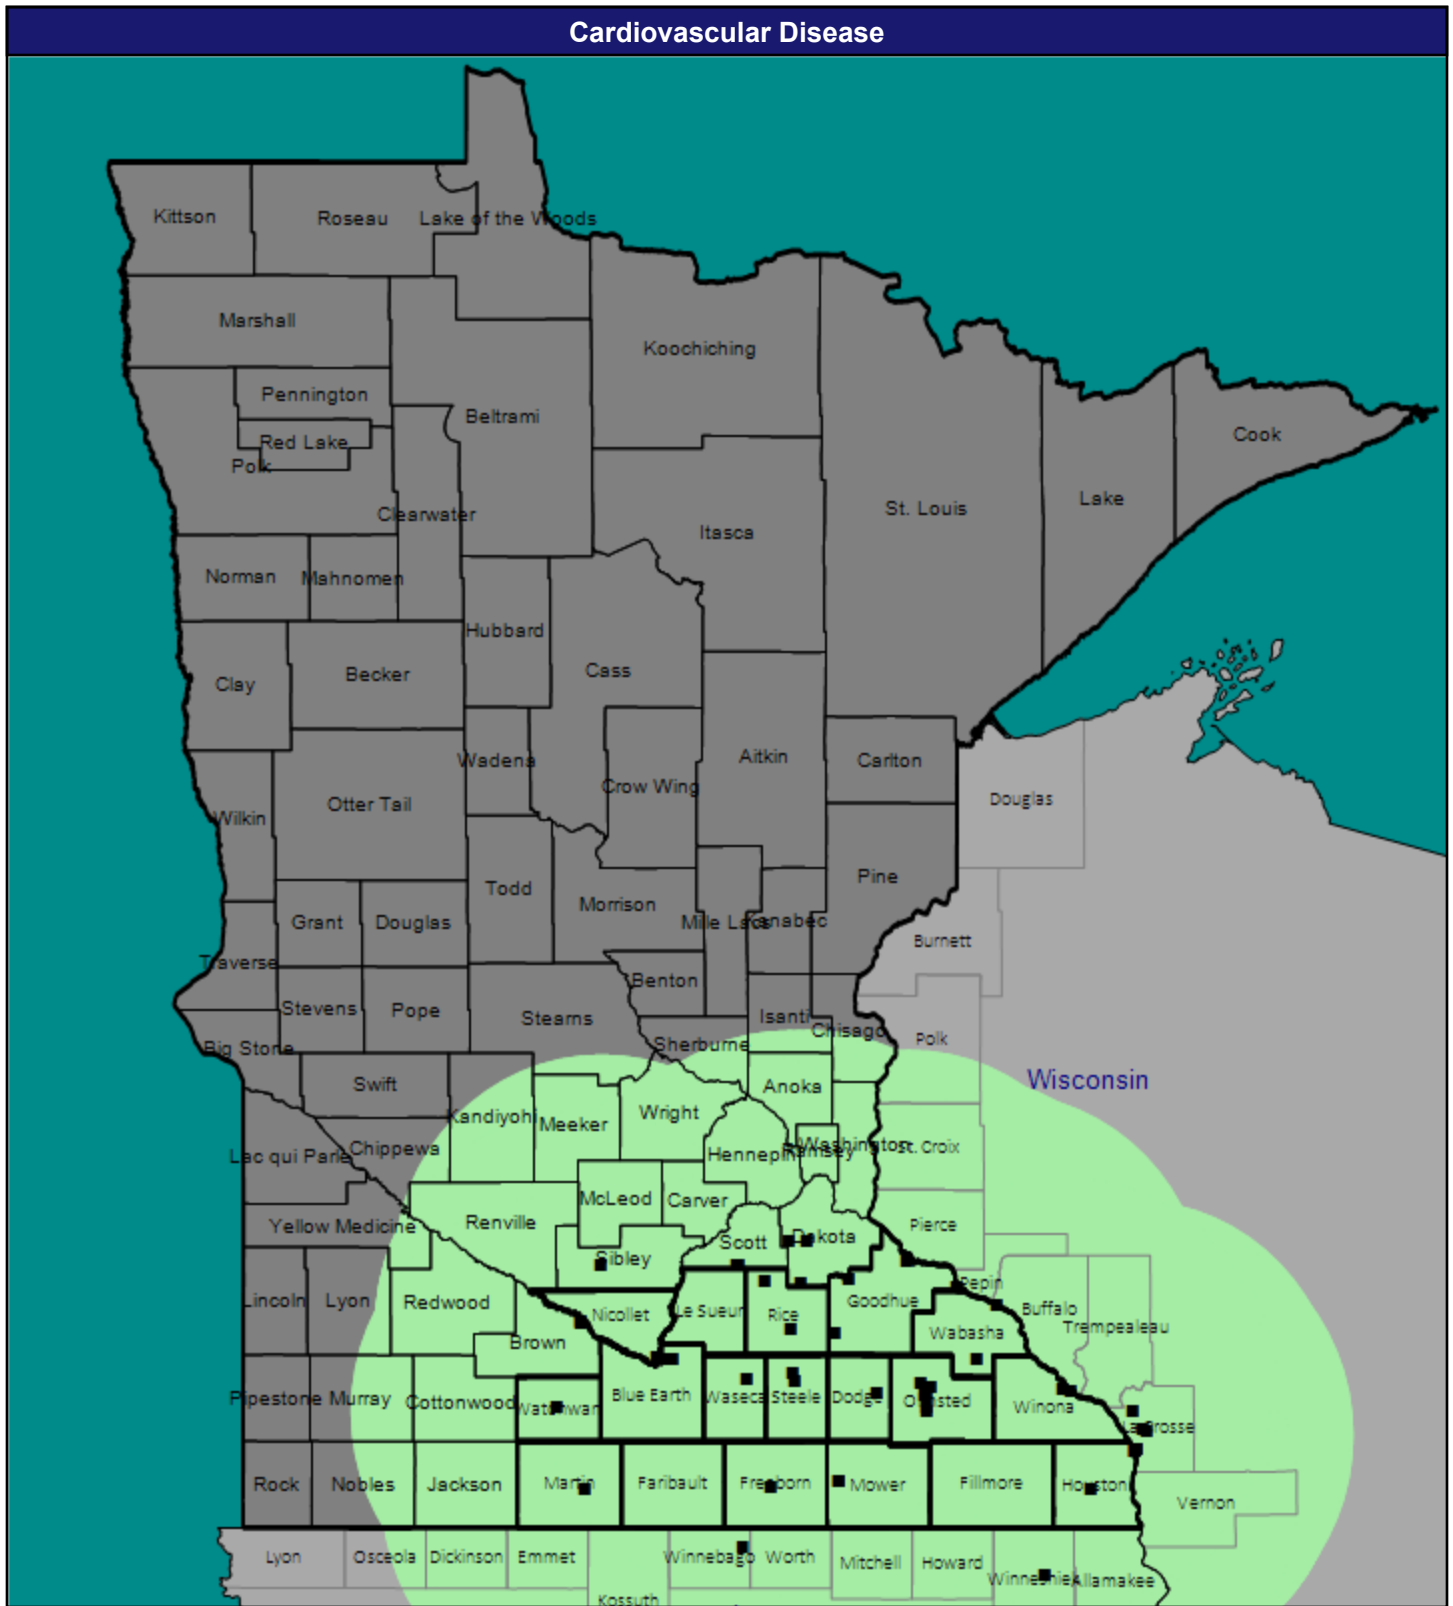 Cardiovascular Disease
Kittson
Roseau
Lake of the Woods
Marshall
Koochiching
Pennington
Beltrami
Red Lake
Polk
Cook
Clearwater
St. Louis
Lake
Itasca
Norman
Mahnomen
Hubbard
Cass
Clay
Becker
Wadena
Aitkin
Carlton
Crow Wing
Otter Tail
Wilkin
Douglas
Todd
Pine
Morrison
Grant
Douglas
Mille Lacs
Kanabec
Burnett
Traverse
Benton
Stevens
Pope
Stearns
Isanti
Chisago
Polk
Big Stone
Sherburne
Swift
Anoka
Wisconsin
Kandiyohi
Meeker
Wright
Lac qui Parle
Chippewa
Hennepin
Ramsey
Washington
St. Croix
McLeod
Carver
Yellow Medicine
Renville
Scott
Dakota
Pierce
Sibley
Pepin
Lincoln
Lyon
Redwood
Nicollet
Le Sueur
Rice
Goodhue
Buffalo
Trempealeau
Brown
Wabasha
Pipestone
Murray
Cottonwood
Watonwan
Blue Earth
Waseca
Steele
Dodge
Olmsted
Winona
La Crosse
Rock
Nobles
Jackson
Martin
Faribault
Freeborn
Mower
Fillmore
Houston
Vernon
Lyon
Osceola
Dickinson
Emmet
Winnebago
Worth
Mitchell
Howard
Winneshiek
Allamakee
Kossuth